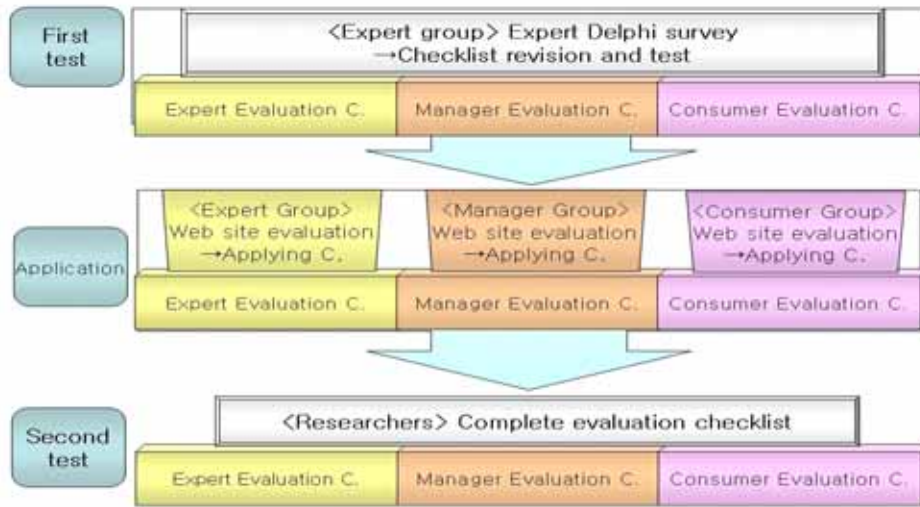 First
test
<Expert group> Expert Delphi survey
→Checklist revision and test
Expert Evaluation C.
Manager Evaluation C.
Consumer Evaluation C.
Application
<Expert Group>
Web site evaluation
→Applying C.
<Manager Group>
Web site evaluation
→Applying C.
<Consumer Group>
Web site evaluation
→Applying C.
Expert Evaluation C.
Manager Evaluation C.
Consumer Evaluation C.
Second
test
<Researchers> Complete evaluation checklist
Expert Evaluation C.
Manager Evaluation C.
Consumer Evaluation C.